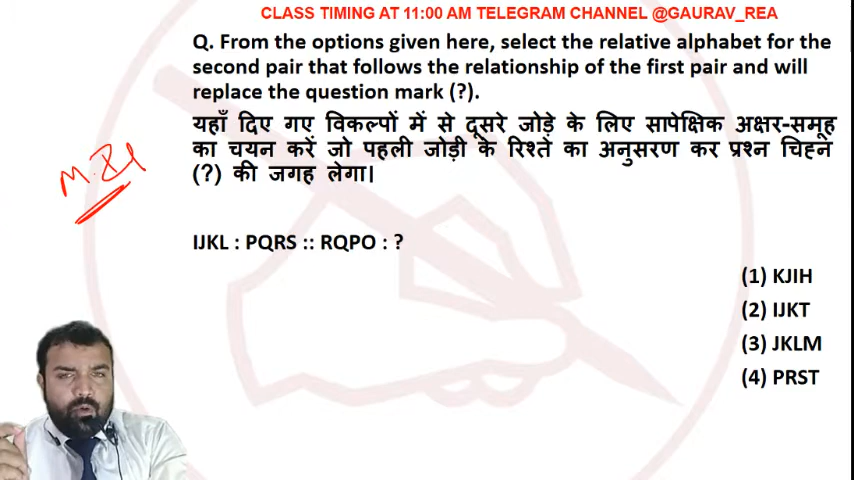 CLASS TIMING AT 11:00 AM TELEGRAM CHANNEL @GAURAV_REA
Q. From the options given here, select the relative alphabet for the
second pair that follows the relationship of the first pair and will
replace the question mark (?).
यहाँ दिए गए विकल्पों में से दूसरे जोड़े के लिए सापेक्षिक अक्षर-समूह
का चयन करें जो पहली जोड़ी के रिश्ते का अनुसरण कर प्रश्न चिह्न
(?) की जगह लेगा।
IJKL : PQRS :: RQPO : ?
(1) KJIH
(2) IJKT
(3) JKLM
(4) PRST